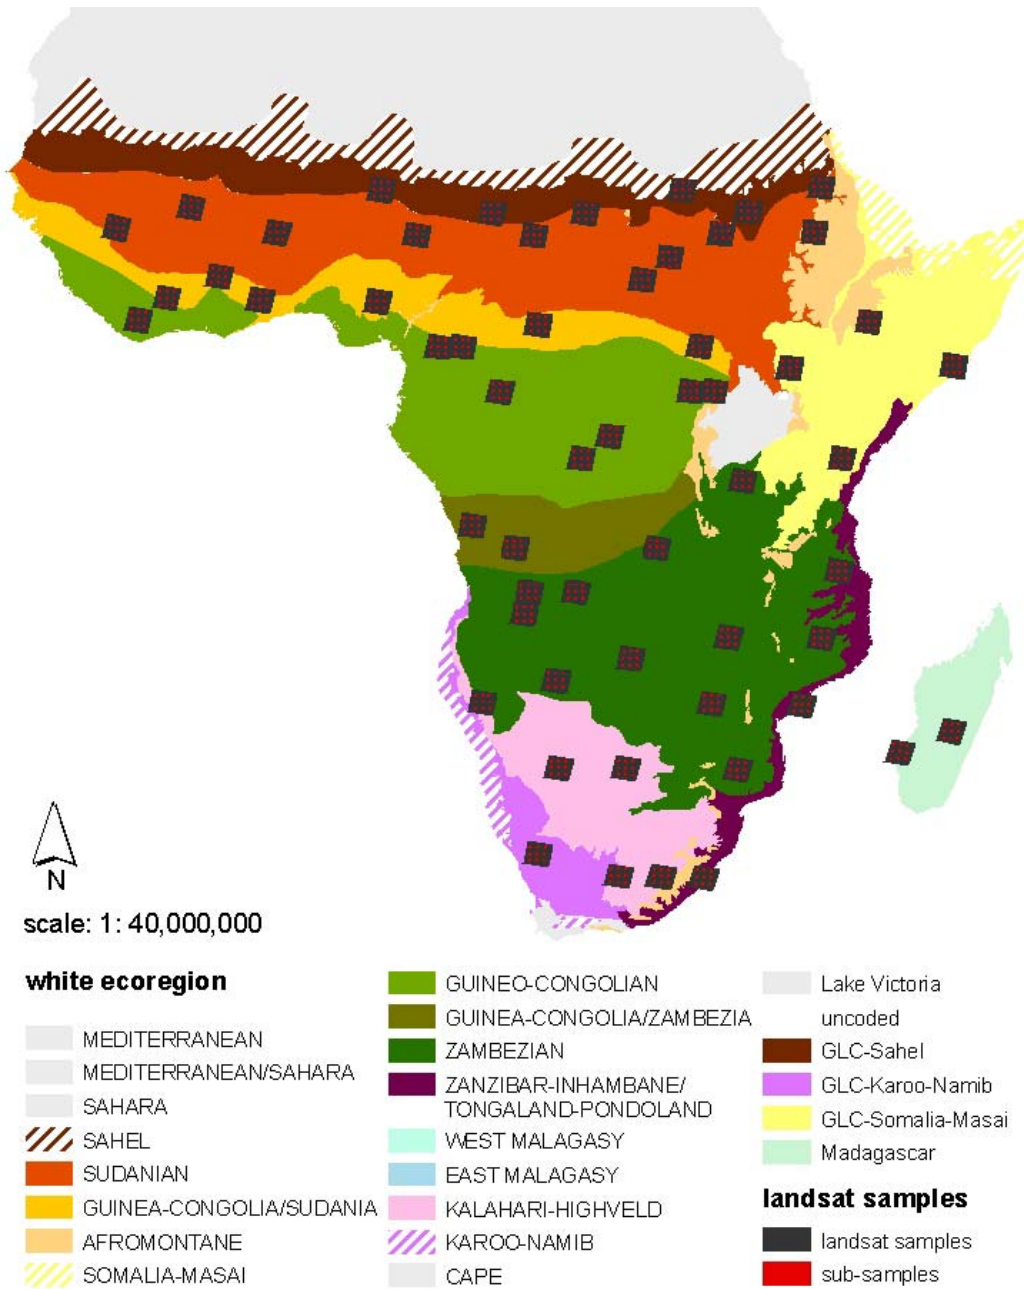 N
scale: 1: 40,000,000
white ecoregion
MEDITERRANEAN
MEDITERRANEAN/SAHARA
SAHARA
SAHEL
SUDANIAN
GUINEA-CONGOLIA/SUDANIA
AFROMONTANE
SOMALIA-MASAI
GUINEO-CONGOLIAN
GUINEA-CONGOLIA/ZAMBEZIA
ZAMBEZIAN
ZANZIBAR-INHAMBANE/
TONGALAND-PONDOLAND
WEST MALAGASY
EAST MALAGASY
KALAHARI-HIGHVELD
KAROO-NAMIB
CAPE
Lake Victoria
uncoded
GLC-Sahel
GLC-Karoo-Namib
GLC-Somalia-Masai
Madagascar
landsat samples
landsat samples
sub-samples